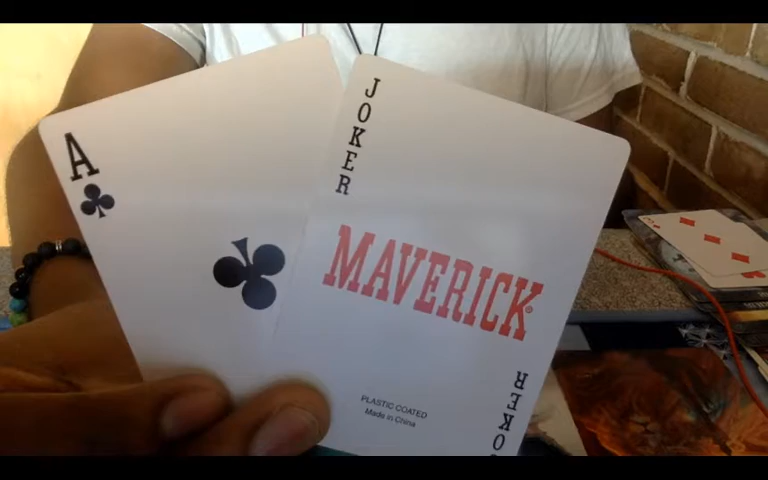 A
JOKER
MAVERICK®
PLASTIC COATED
Made in China
JOKER